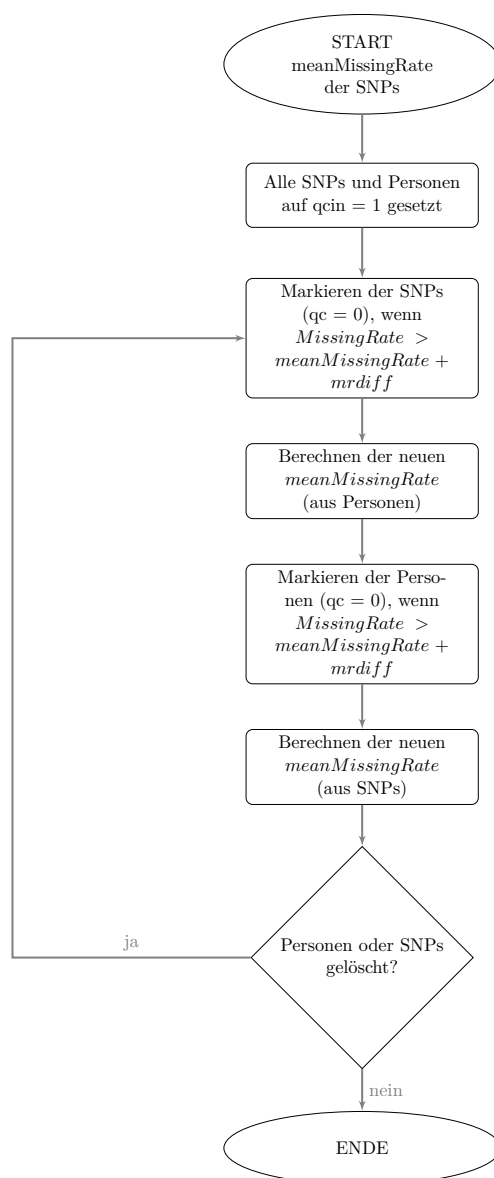 START
meanMissingRate
der SNPs
Alle SNPs und Personen
auf qcin = 1 gesetzt
Markieren der SNPs
(qc = 0), wenn
MissingRate >
meanMissingRate +
mrdiff
Berechnen der neuen
meanMissingRate
(aus Personen)
Markieren der Perso-
nen (qc = 0), wenn
MissingRate >
meanMissingRate +
mrdiff
Berechnen der neuen
meanMissingRate
(aus SNPs)
ja
Personen oder SNPs
gelöscht?
nein
ENDE